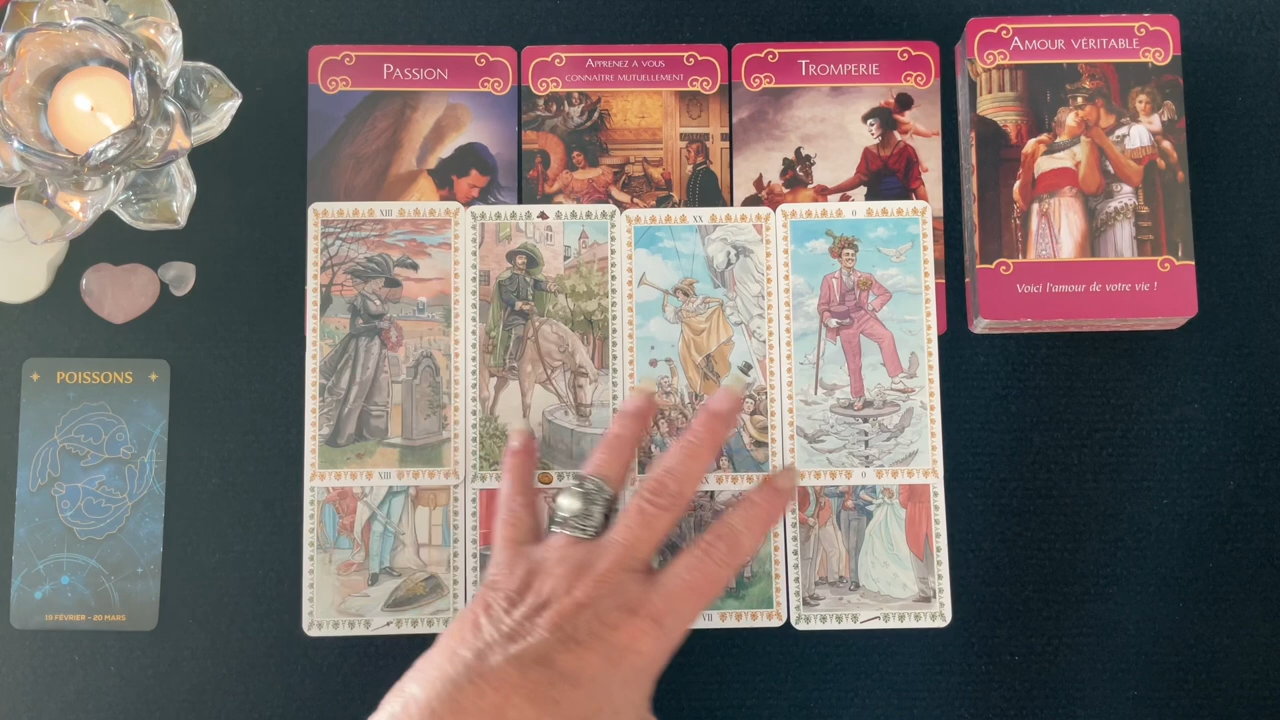 PASSION
APPRENEZ A VOUS
CONNAÎTRE MUTUELLEMENT
TROMPERIE
AMOUR VÉRITABLE
Voici l'amour de votre vie !
XIII
XX
0
POISSONS
19 FÉVRIER - 20 MARS
XIII
0
VII